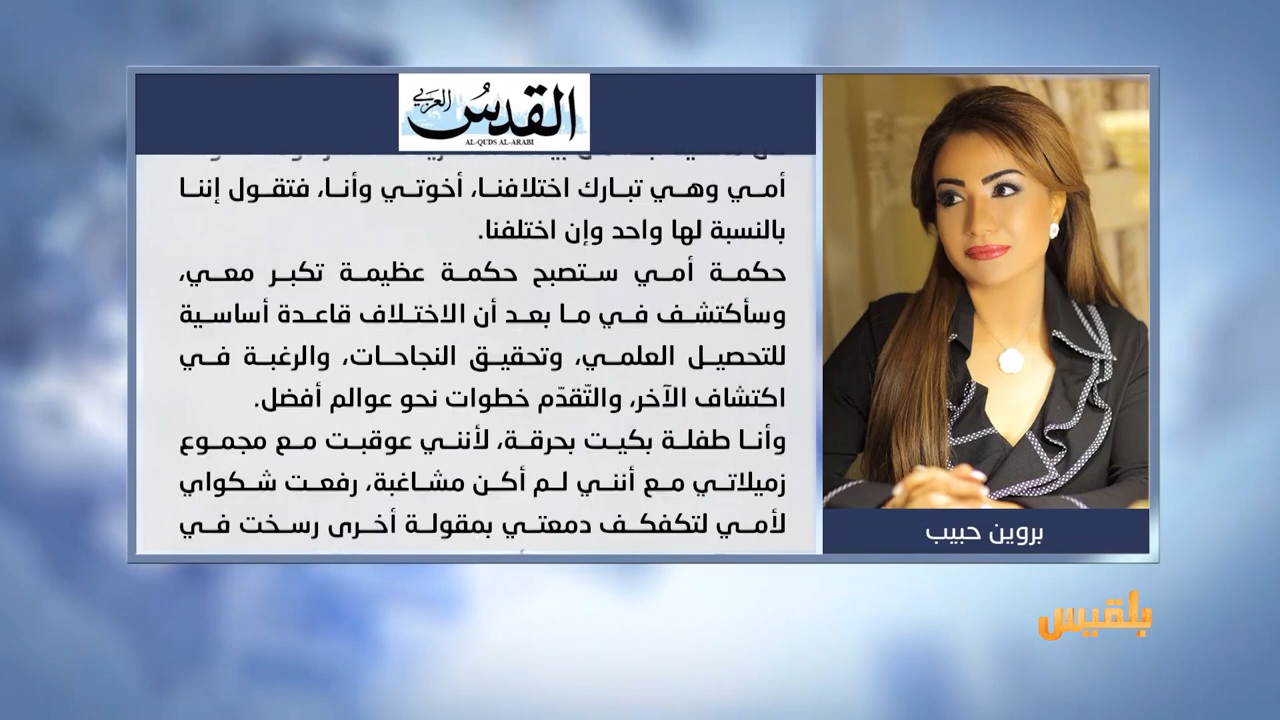 القدس العربي
AL-QUDS AL-ARABI
أمي وهي تبارك اختلافنا، أخوتي وأنا، فتقول إننا
بالنسبة لها واحد وإن اختلفنا.
حكمة أمي ستصبح حكمة عظيمة تكبر معي،
وسأكتشف في ما بعد أن الاختلاف قاعدة أساسية
للتحصيل العلمي، وتحقيق النجاحات، والرغبة في
اكتشاف الآخر، والتّقدّم خطوات نحو عوالم أفضل.
وأنا طفلة بكيت بحرقة، لأنني عوقبت مع مجموع
زميلاتي مع أنني لم أكن مشاغبة، رفعت شكواي
لأمي لتكفكف دمعتي بمقولة أخرى رسخت في
بروين حبيب
بلقيس